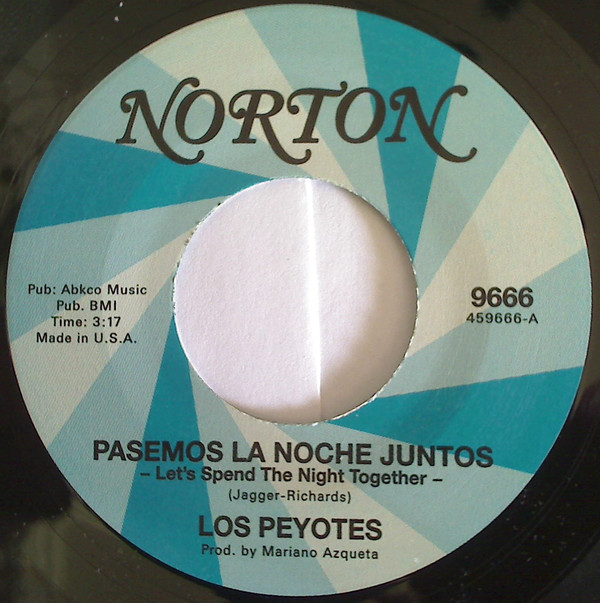 NORTON
Pub: Abkco Music
Pub. BMI
Time: 3:17
Made in U.S.A.
9666
459666-A
PASEMOS LA NOCHE JUNTOS
– Let's Spend The Night Together –
(Jagger-Richards)
LOS PEYOTES
Prod. by Mariano Azqueta